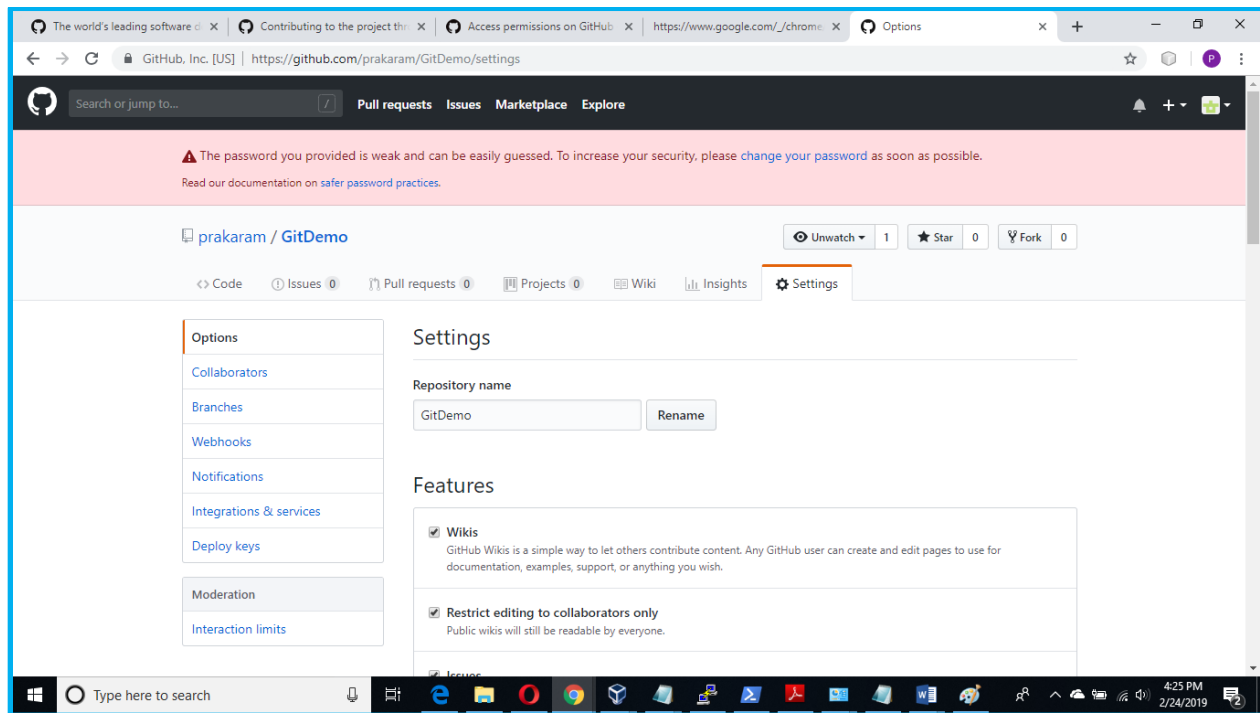 The world's leading software d
Contributing to the project thr
Access permissions on GitHub
https://www.google.com/_/chrome
Options
GitHub, Inc. [US] | https://github.com/prakaram/GitDemo/settings
P
Search or jump to...
/
Pull requests Issues Marketplace Explore
The password you provided is weak and can be easily guessed. To increase your security, please change your password as soon as possible.
Read our documentation on safer password practices.
prakaram / GitDemo
Unwatch 1
Star 0
Fork 0
Code
Issues 0
Pull requests 0
Projects 0
Wiki
Insights
Settings
Options
Collaborators
Branches
Webhooks
Notifications
Integrations & services
Deploy keys
Moderation
Interaction limits
Settings
Repository name
GitDemo
Rename
Features
Wikis
GitHub Wikis is a simple way to let others contribute content. Any GitHub user can create and edit pages to use for
documentation, examples, support, or anything you wish.
Restrict editing to collaborators only
Public wikis will still be readable by everyone.
Issues
Type here to search
4:25 PM
2/24/2019
2